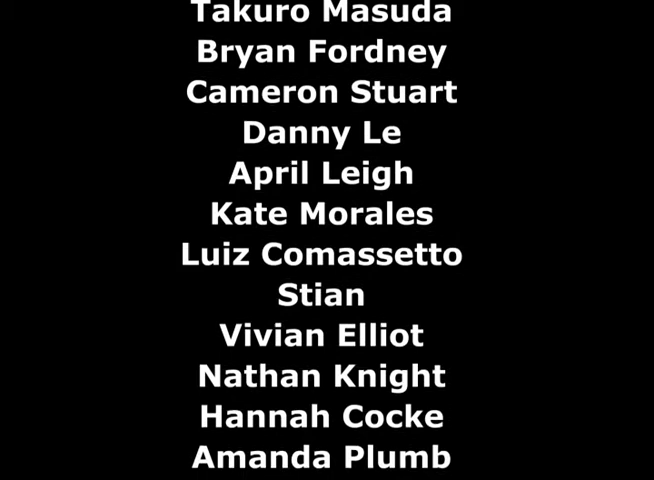 Takuro Masuda
Bryan Fordney
Cameron Stuart
Danny Le
April Leigh
Kate Morales
Luiz Comassetto
Stian
Vivian Elliot
Nathan Knight
Hannah Cocke
Amanda Plumb